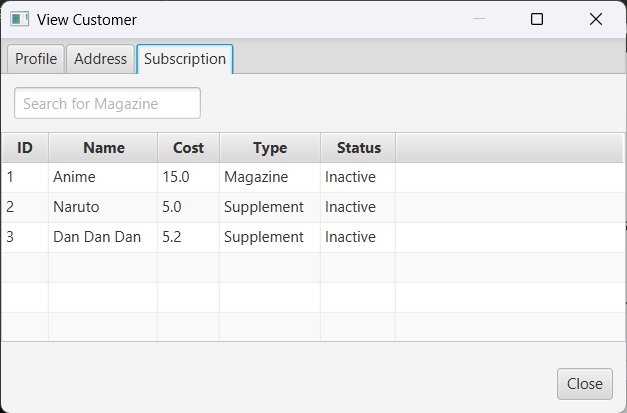 View Customer
Profile Address Subscription
Search for Magazine
ID Name Cost Type Status
1 Anime 15.0 Magazine Inactive
2 Naruto 5.0 Supplement Inactive
3 Dan Dan Dan 5.2 Supplement Inactive
Close